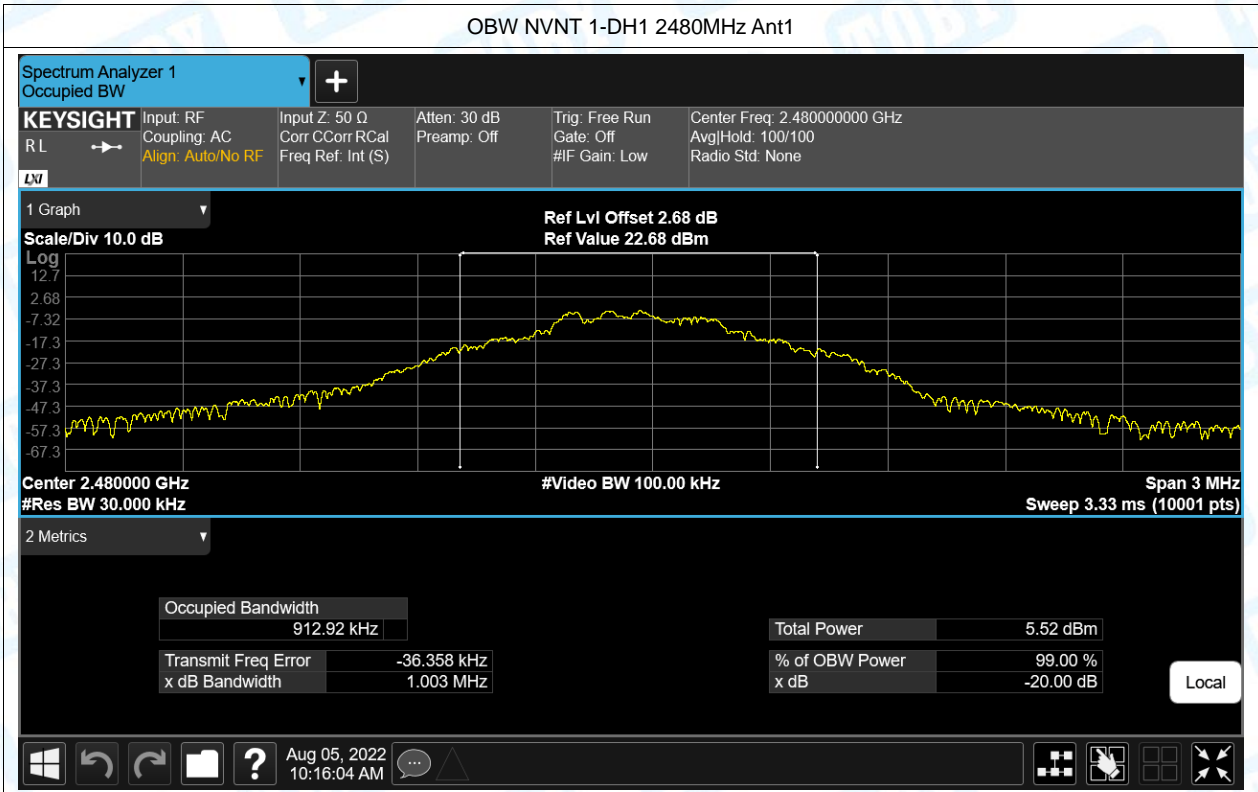 OBW NVNT 1-DH1 2480MHz Ant1
Spectrum Analyzer 1
Occupied BW
+
KEYSIGHT
R L
LXI
Input: RF
Coupling: AC
Align: Auto/No RF
Input Z: 50 Ω
Corr CCorr RCal
Freq Ref: Int (S)
Atten: 30 dB
Preamp: Off
Trig: Free Run
Gate: Off
#IF Gain: Low
Center Freq: 2.480000000 GHz
Avg|Hold: 100/100
Radio Std: None
1 Graph
Scale/Div 10.0 dB
Ref Lvl Offset 2.68 dB
Ref Value 22.68 dBm
Log
12.7
2.68
-7.32
-17.3
-27.3
-37.3
-47.3
-57.3
-67.3
Center 2.480000 GHz
#Res BW 30.000 kHz
#Video BW 100.00 kHz
Span 3 MHz
Sweep 3.33 ms (10001 pts)
2 Metrics
Occupied Bandwidth
912.92 kHz
Transmit Freq Error -36.358 kHz
x dB Bandwidth 1.003 MHz
Total Power 5.52 dBm
% of OBW Power 99.00 %
x dB -20.00 dB
Local
?
Aug 05, 2022
10:16:04 AM